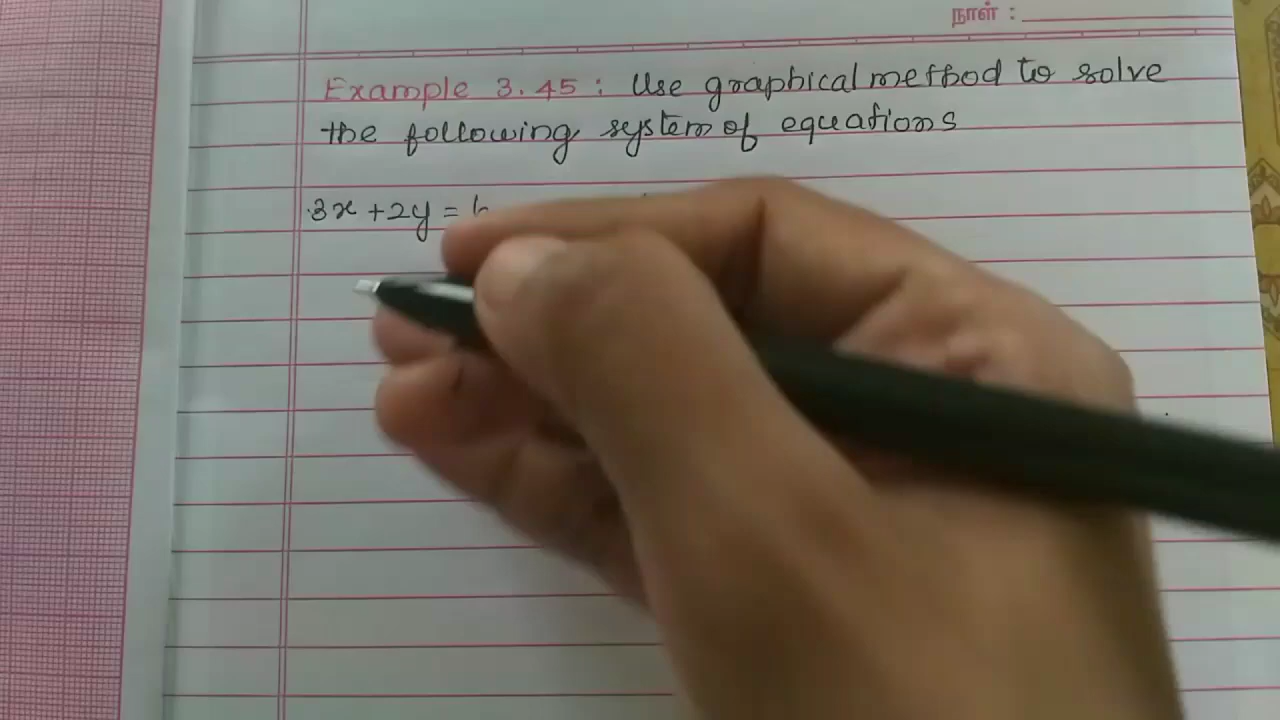 நாள் :
Example 3.45 : Use graphical method to solve
the following system of equations
3x + 2y =